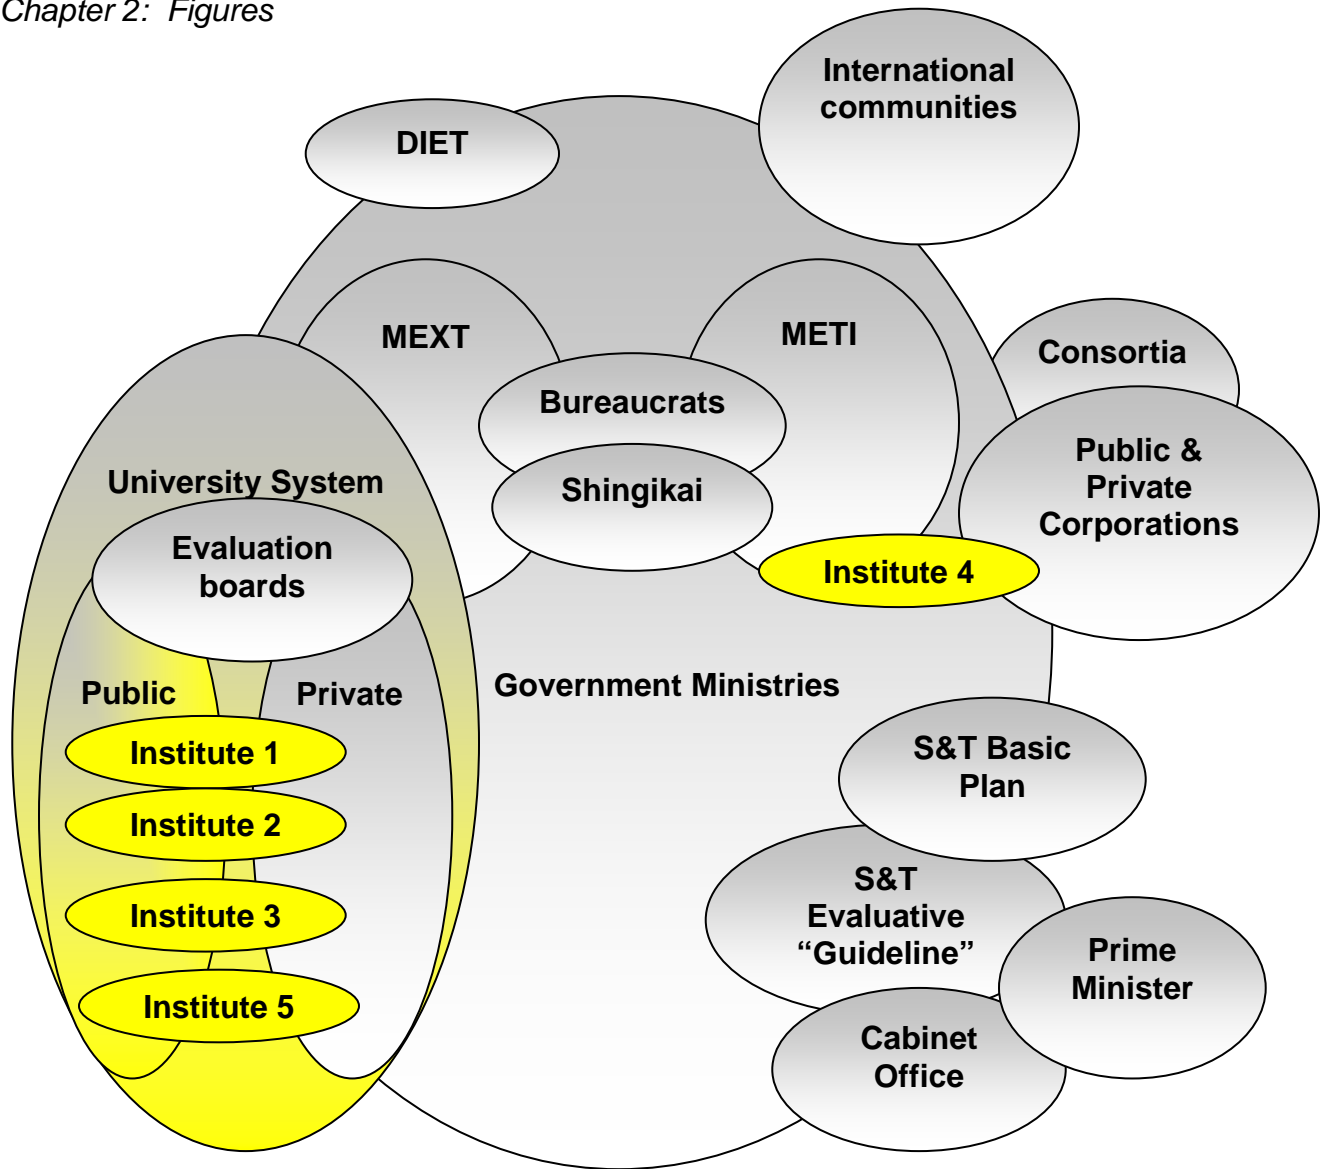 Chapter 2: Figures
International
communities
DIET
MEXT
METI
Consortia
Bureaucrats
Public &
Private
Corporations
University System
Shingikai
Evaluation
boards
Institute 4
Public
Private
Government Ministries
Institute 1
S&T Basic
Plan
Institute 2
S&T
Evaluative
“Guideline”
Institute 3
Prime
Minister
Institute 5
Cabinet
Office